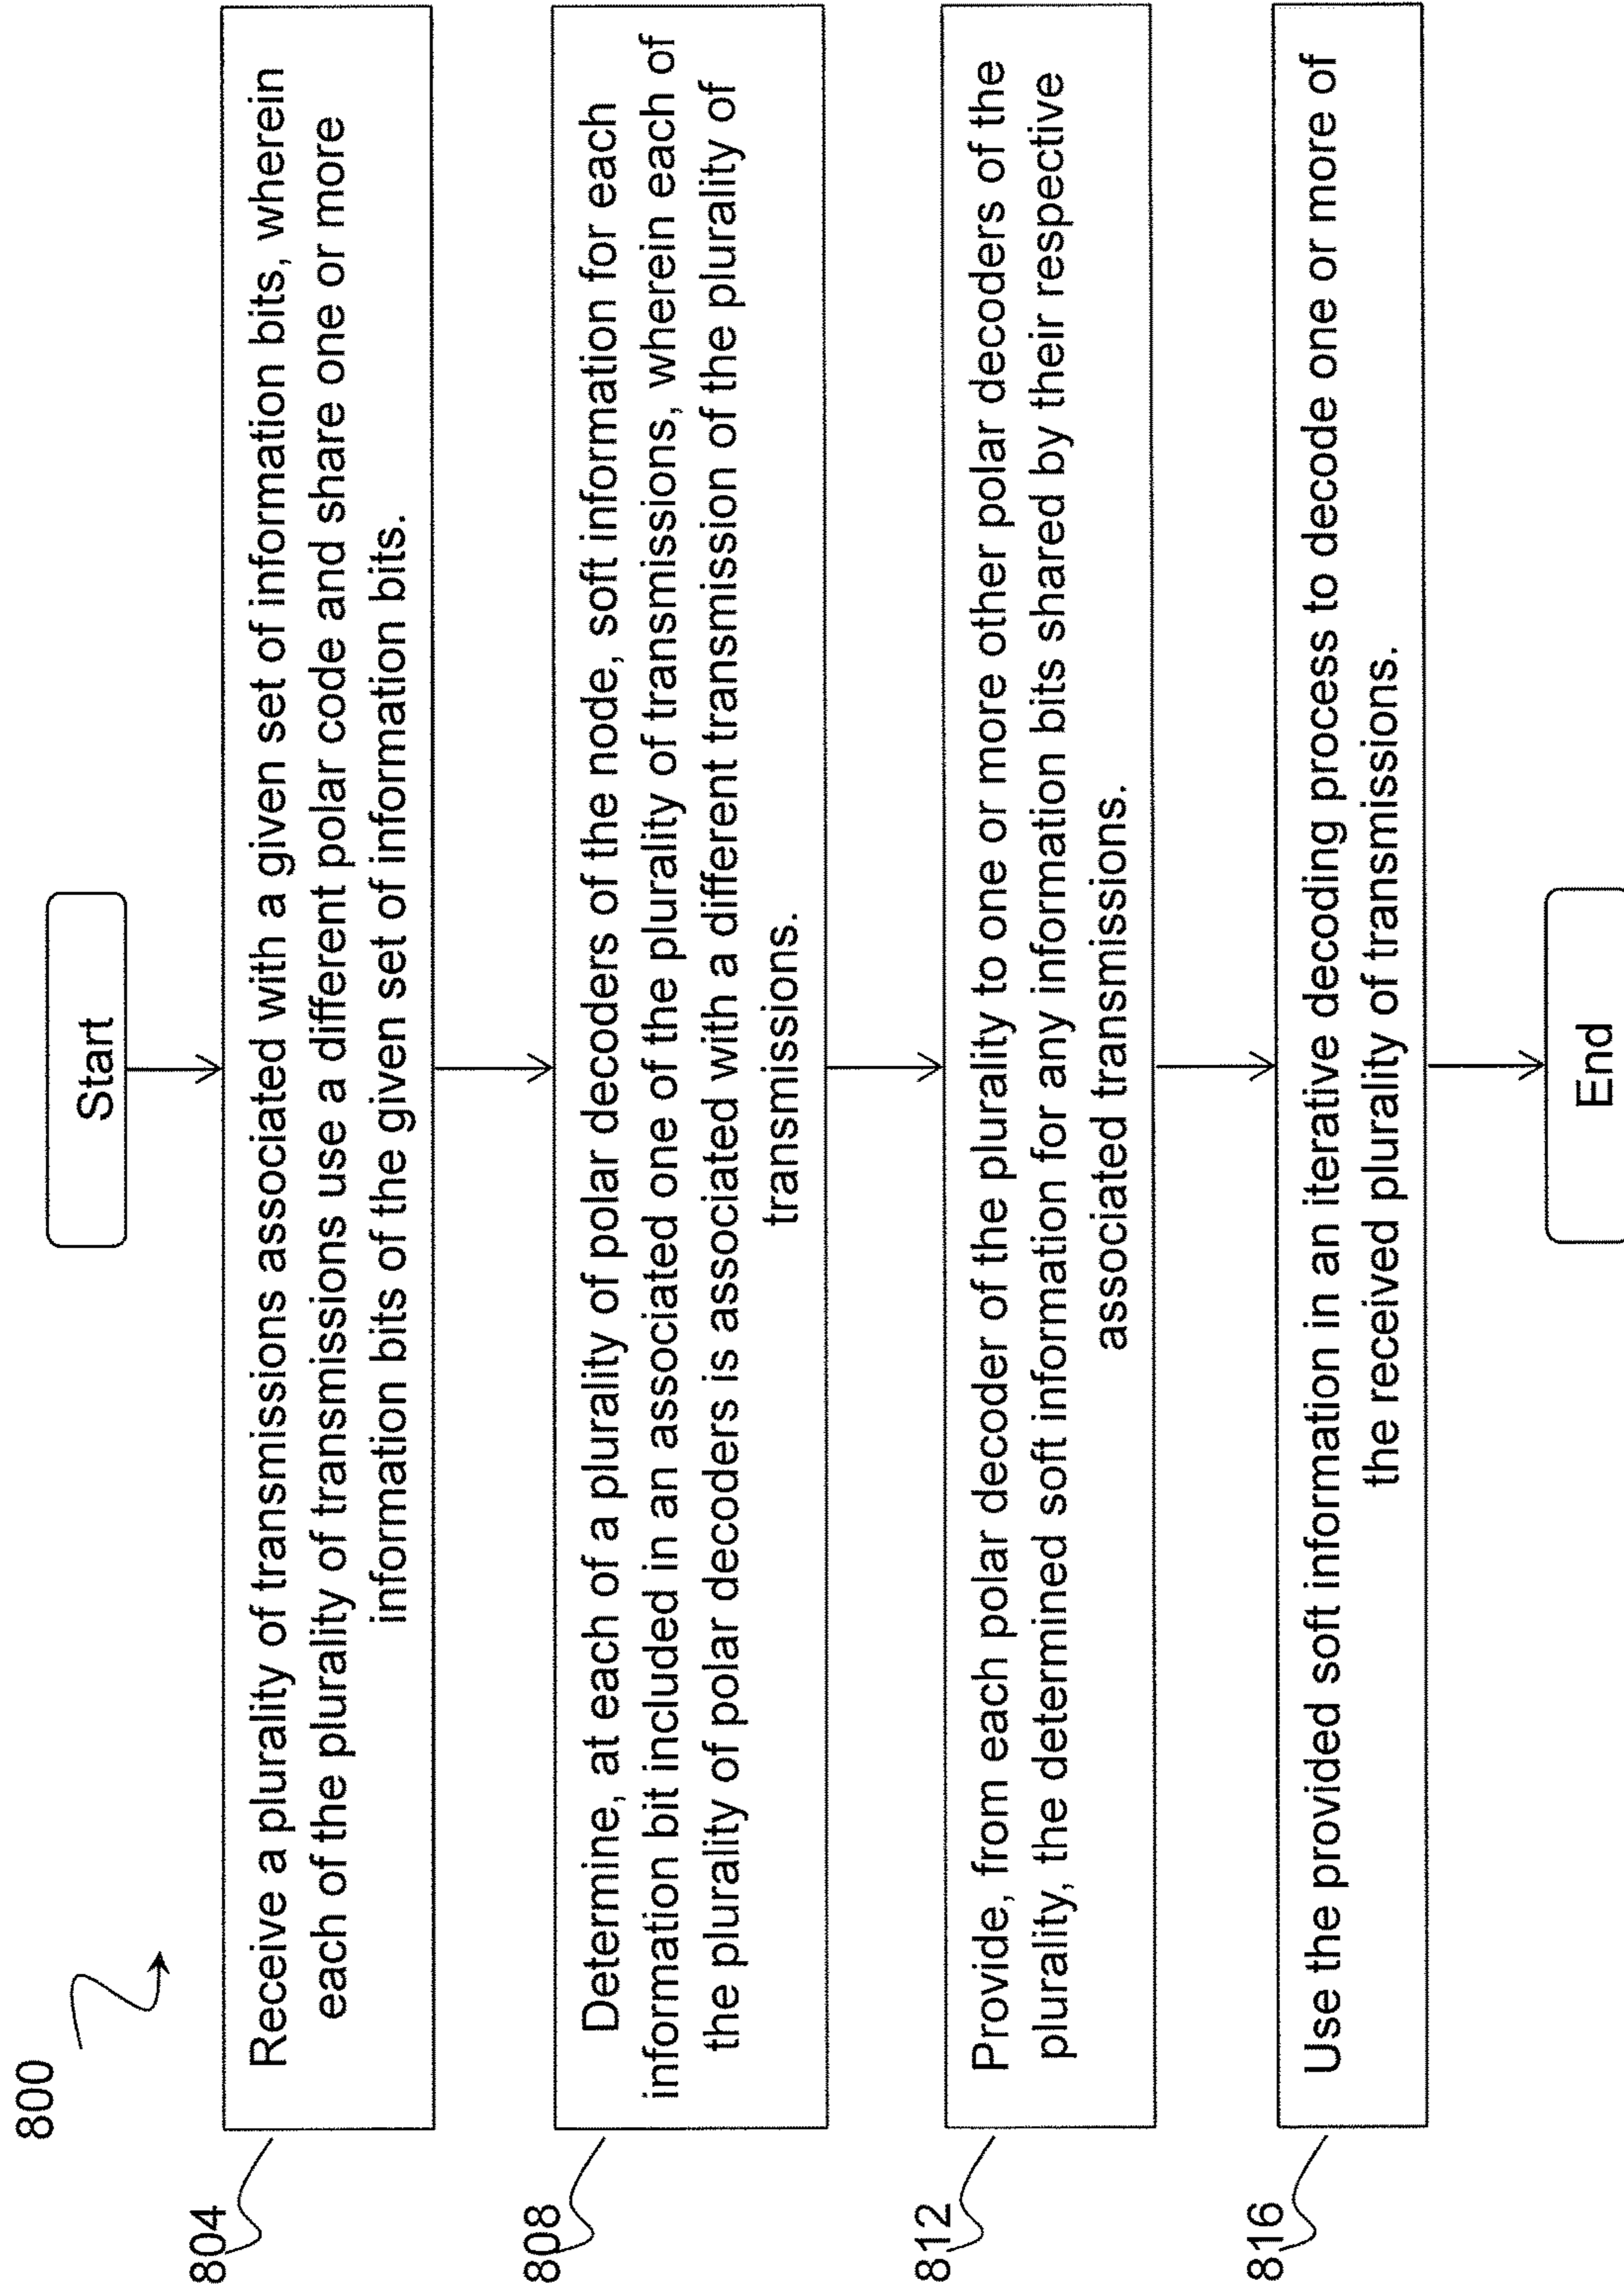 800
Start
804
Receive a plurality of transmissions associated with a given set of information bits, wherein
each of the plurality of transmissions use a different polar code and share one or more
information bits of the given set of information bits.
808
Determine, at each of a plurality of polar decoders of the node, soft information for each
information bit included in an associated one of the plurality of transmissions, wherein each of
the plurality of polar decoders is associated with a different transmission of the plurality of
transmissions.
812
Provide, from each polar decoder of the plurality to one or more other polar decoders of the
plurality, the determined soft information for any information bits shared by their respective
associated transmissions.
816
Use the provided soft information in an iterative decoding process to decode one or more of
the received plurality of transmissions.
End